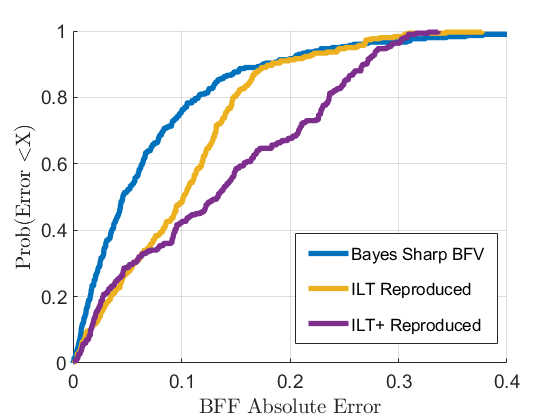 1
0.8
0.6
0.4
0.2
0
0
0.1
0.2
0.3
0.4
Prob(Error <X)
BFF Absolute Error
Bayes Sharp BFV
ILT Reproduced
ILT+ Reproduced